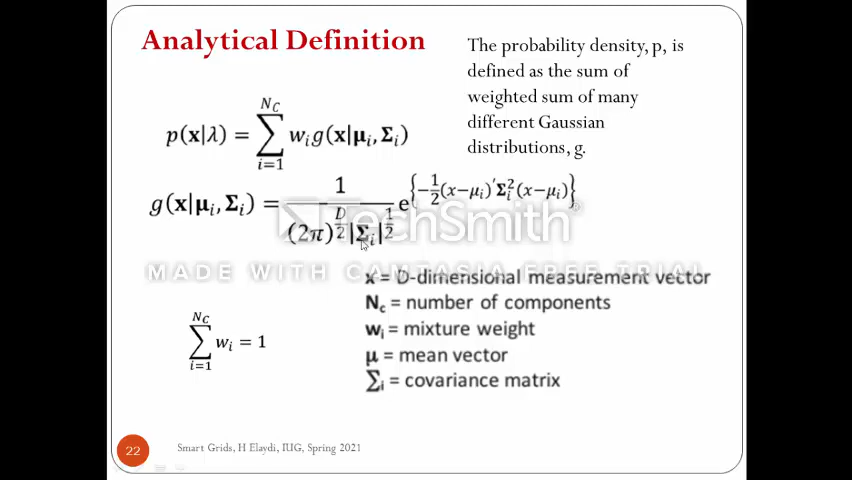 Analytical Definition
The probability density, p, is
defined as the sum of
weighted sum of many
different Gaussian
distributions, g.
p(x|λ) = ∑_{i=1}^{N_C} w_i g(x|μ_i, Σ_i)
g(x|μ_i, Σ_i) = 1 / ((2π)^{D/2} |Σ_i|^{1/2}) e^{−1/2 (x−μ_i)′ Σ_i^2 (x−μ_i)}
TechSmith
MADE WITH CAMTASIA FREE TRIAL
x = D-dimensional measurement vector
N_c = number of components
w_i = mixture weight
μ = mean vector
∑_i = covariance matrix
∑_{i=1}^{N_C} w_i = 1
22
Smart Grids, H Elaydi, IUG, Spring 2021